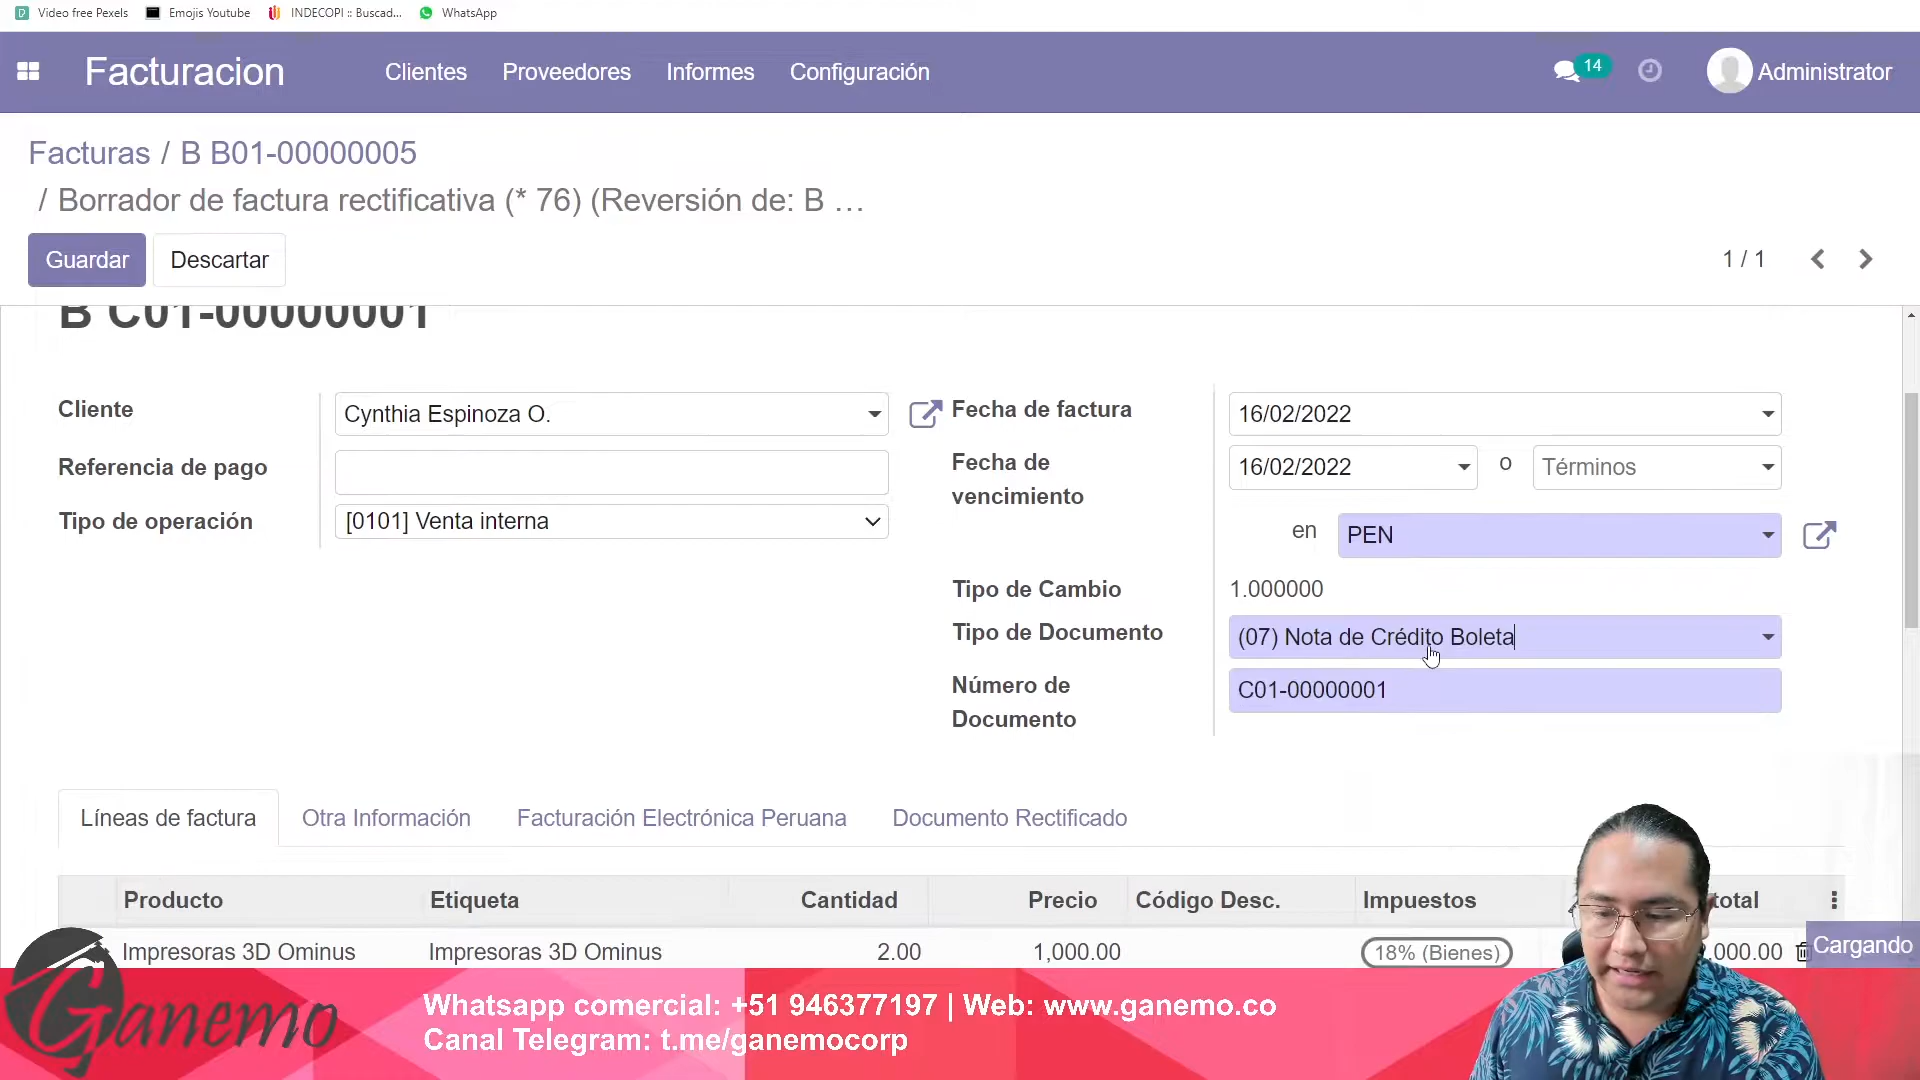 Video free Pexels
Emojis Youtube
INDECOPI :: Buscad...
WhatsApp
Facturacion
Clientes
Proveedores
Informes
Configuración
14
Administrator
Facturas / B B01-00000005
/ Borrador de factura rectificativa (* 76) (Reversión de: B …
Guardar
Descartar
1 / 1
B C01-00000001
Cliente
Cynthia Espinoza O.
Referencia de pago
Tipo de operación
[0101] Venta interna
Fecha de factura
16/02/2022
Fecha de
vencimiento
16/02/2022
o
Términos
en
PEN
Tipo de Cambio
1.000000
Tipo de Documento
(07) Nota de Crédito Boleta
Número de
Documento
C01-00000001
Líneas de factura
Otra Información
Facturación Electrónica Peruana
Documento Rectificado
Producto
Etiqueta
Cantidad
Precio
Código Desc.
Impuestos
total
Impresoras 3D Ominus
Impresoras 3D Ominus
2.00
1,000.00
18% (Bienes)
.000.00
Cargando
Ganemo
Whatsapp comercial: +51 946377197 | Web: www.ganemo.co
Canal Telegram: t.me/ganemocorp